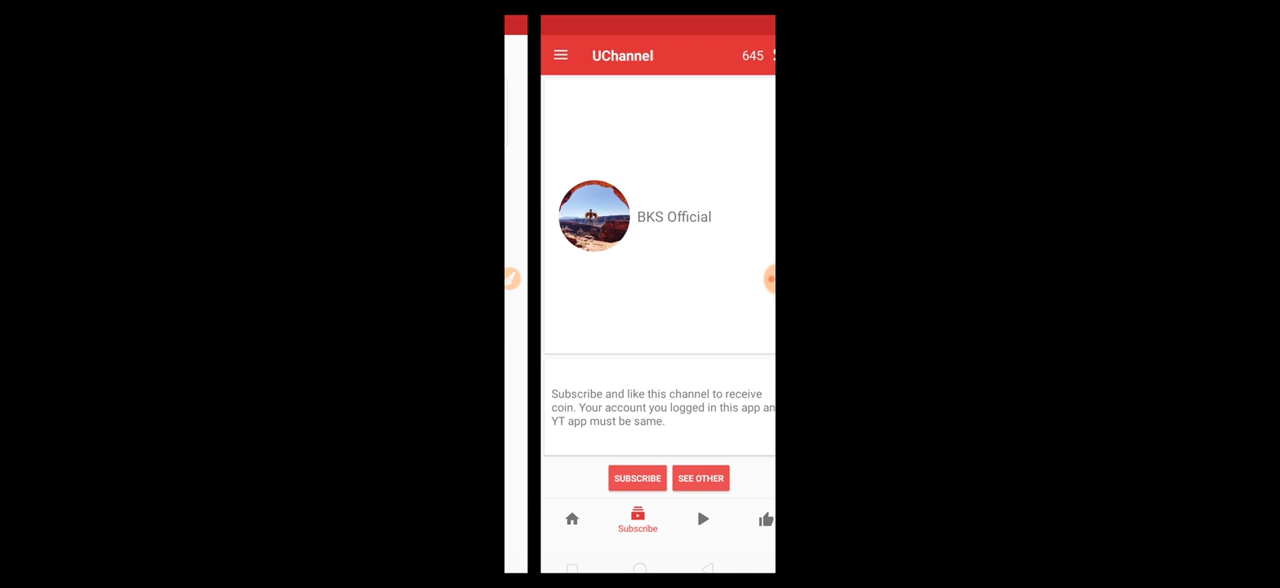 UChannel 645
BKS Official
Subscribe and like this channel to receive
coin. Your account you logged in this app an
YT app must be same.
SUBSCRIBE SEE OTHER
Subscribe